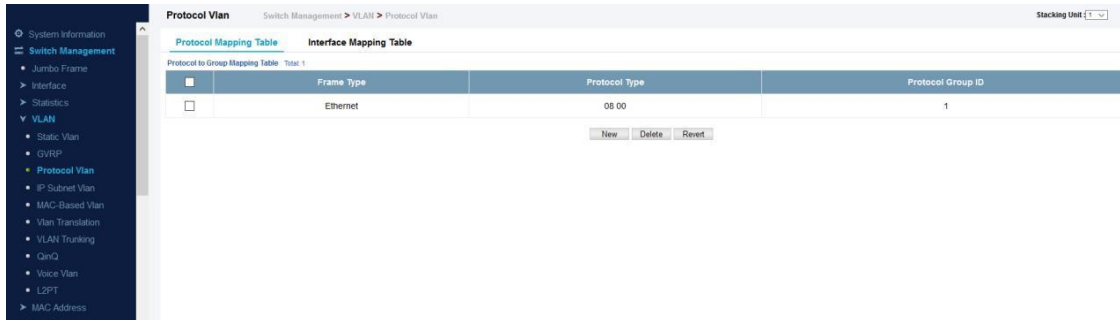 Protocol Vlan
Switch Management > VLAN > Protocol Vlan
Stacking Unit : 1
System Information
Switch Management
Jumbo Frame
Interface
Statistics
VLAN
Static Vlan
GVRP
Protocol Vlan
IP Subnet Vlan
MAC-Based Vlan
Vlan Translation
VLAN Trunking
QinQ
Voice Vlan
L2PT
MAC Address
Protocol Mapping Table Interface Mapping Table
Protocol to Group Mapping Table Total: 1
Frame Type Protocol Type Protocol Group ID
Ethernet 08 00 1
New Delete Revert